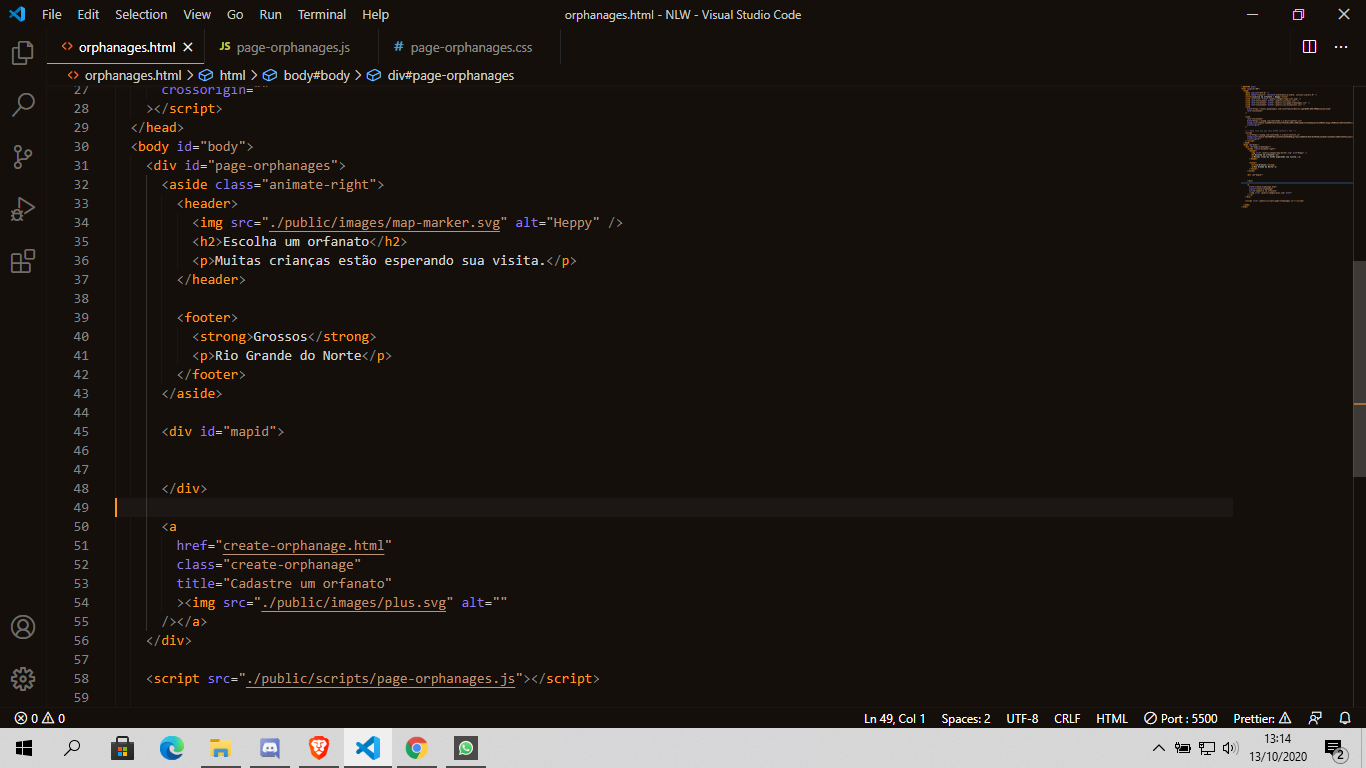 File Edit Selection View Go Run Terminal Help orphanages.html - NLW - Visual Studio Code
orphanages.html JS page-orphanages.js # page-orphanages.css
orphanages.html > html > body#body > div#page-orphanages
27 crossorigin=""
28 ></script>
29 </head>
30 <body id="body">
31 <div id="page-orphanages">
32 <aside class="animate-right">
33 <header>
34 <img src="./public/images/map-marker.svg" alt="Heppy" />
35 <h2>Escolha um orfanato</h2>
36 <p>Muitas crianças estão esperando sua visita.</p>
37 </header>
38
39 <footer>
40 <strong>Grossos</strong>
41 <p>Rio Grande do Norte</p>
42 </footer>
43 </aside>
44
45 <div id="mapid">
46
47
48 </div>
49
50 <a
51 href="create-orphanage.html"
52 class="create-orphanage"
53 title="Cadastre um orfanato"
54 ><img src="./public/images/plus.svg" alt=""
55 /></a>
56 </div>
57
58 <script src="./public/scripts/page-orphanages.js"></script>
59
0 0 Ln 49, Col 1 Spaces: 2 UTF-8 CRLF HTML Port : 5500 Prettier:
13:14
13/10/2020
2